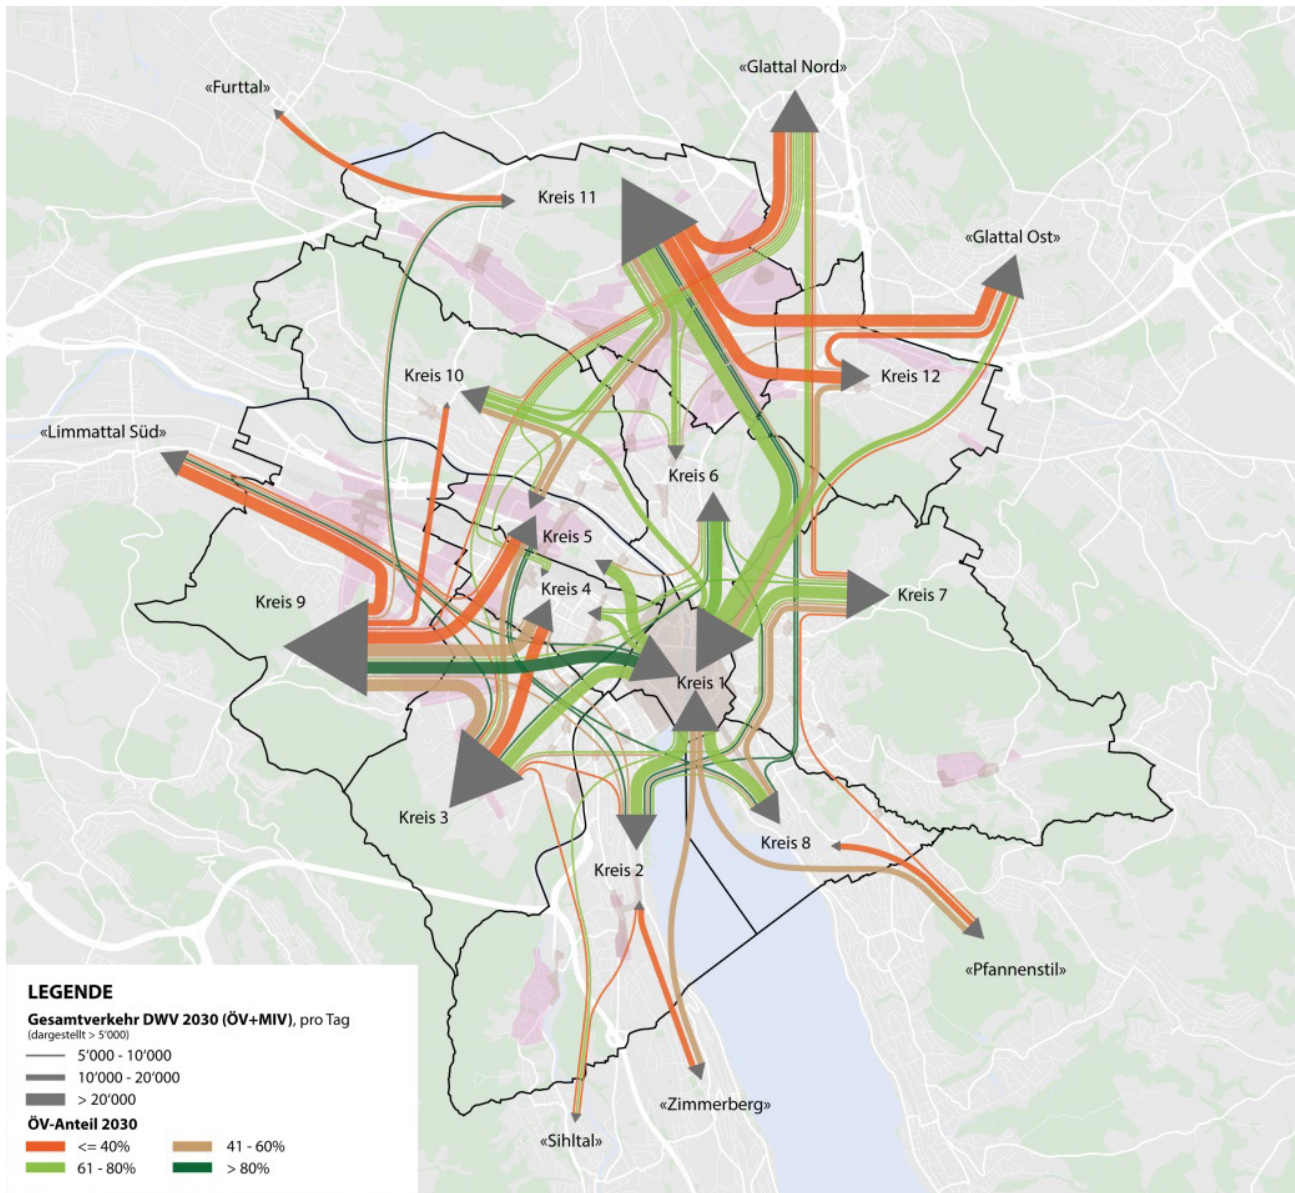 «Glattal Nord»
«Furttal»
Kreis 11
«Glattal Ost»
Kreis 10
Kreis 12
«Limmattal Süd»
Kreis 6
Kreis 5
Kreis 4
Kreis 7
Kreis 9
Kreis 1
Kreis 3
Kreis 8
Kreis 2
«Pfannenstil»
«Zimmerberg»
«Sihltal»
LEGENDE
Gesamtverkehr DWV 2030 (ÖV+MIV), pro Tag
(dargestellt > 5'000)
5'000 - 10'000
10'000 - 20'000
> 20'000
ÖV-Anteil 2030
<= 40% 41 - 60%
61 - 80% > 80%